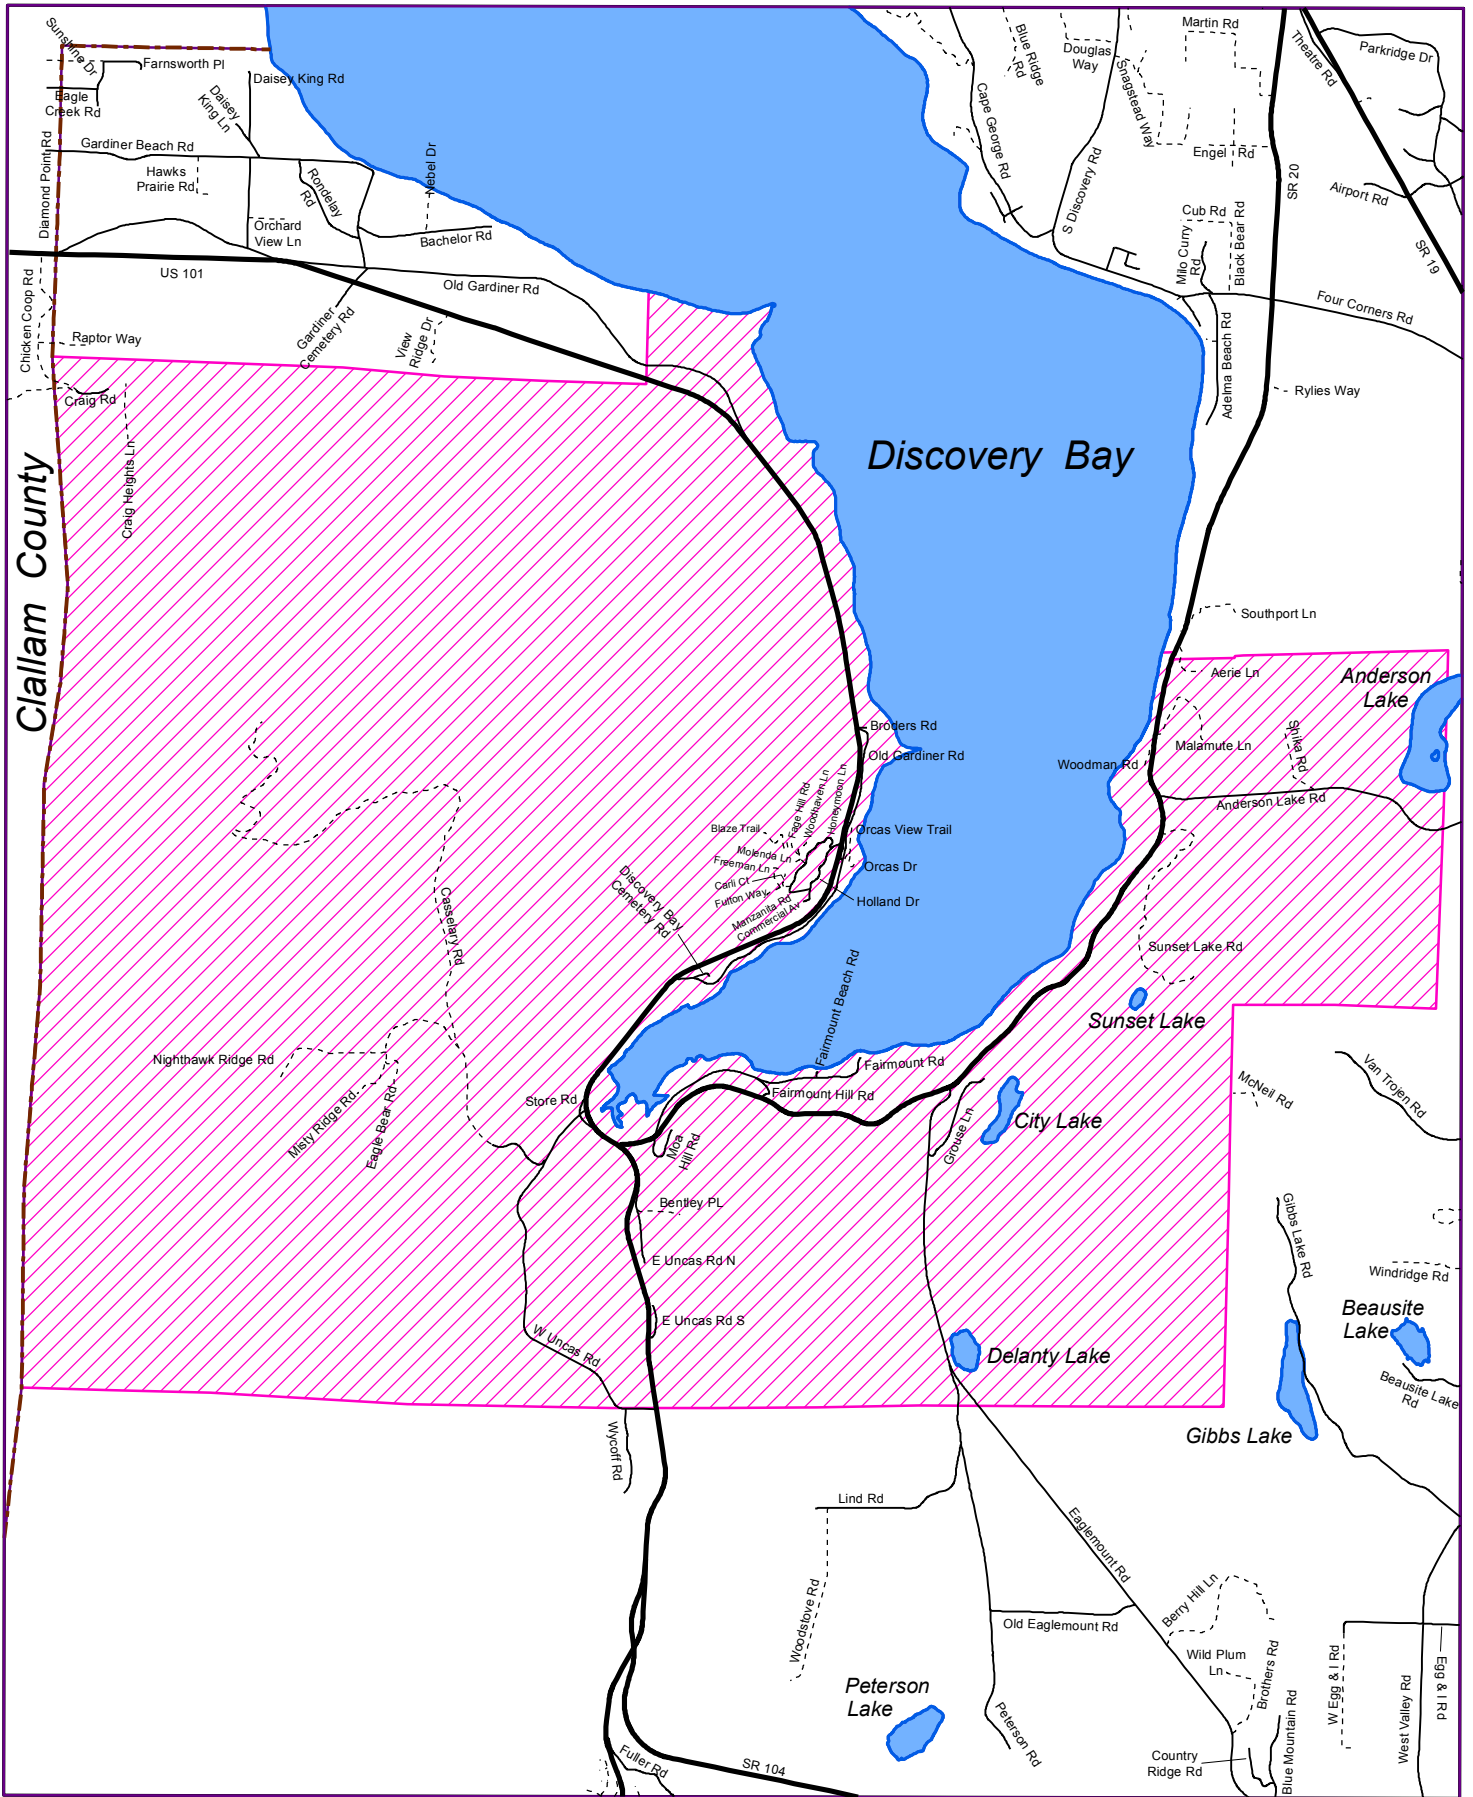 Sunshine Dr
Farnsworth Pl
Eagle
Creek Rd
Daisey King Rd
Daisey
King Ln
Gardiner Beach Rd
Diamond Point Rd
Hawks
Prairie Rd
Rondelay
Rd
Nebel Dr
Orchard
View Ln
Bachelor Rd
US 101
Old Gardiner Rd
Chicken Coop Rd
Raptor Way
Gardiner
Cemetery Rd
View
Ridge Dr
Craig Rd
Craig Heights Ln
Clallam County
Blue Ridge
Rd
Douglas
Way
Martin Rd
Theatre Rd
Parkridge Dr
Cape George Rd
Snagstead Way
S Discovery Rd
Engel Rd
SR 20
Airport Rd
Cub Rd
Black Bear Rd
Milo Curry
Rd
SR 19
Four Corners Rd
Adelma Beach Rd
Rylies Way
Discovery Bay
Southport Ln
Aerie Ln
Anderson
Lake
Broders Rd
Old Gardiner Rd
Woodman Rd
Malamute Ln
Shika Rd
Anderson Lake Rd
Fage Hill Rd
Woodhaven Ln
Honeymoon Ln
Blaze Trail
Orcas View Trail
Molenda Ln
Freeman Ln
Orcas Dr
Carli Ct
Fulton Way
Holland Dr
Manzanita Rd
Commercial Av
Discovery Bay
Cemetery Rd
Casselary Rd
Sunset Lake Rd
Sunset Lake
Fairmount Beach Rd
Fairmount Rd
Fairmount Hill Rd
Nighthawk Ridge Rd
Misty Ridge Rd
Eagle Bear Rd
Store Rd
Moa
Hill Rd
Grouse Ln
City Lake
McNeil Rd
Van Trojen Rd
Bentley PL
E Uncas Rd N
E Uncas Rd S
W Uncas Rd
Delanty Lake
Gibbs Lake Rd
Windridge Rd
Beausite
Lake
Beausite Lake
Rd
Gibbs Lake
Wycoff Rd
Lind Rd
Woodstove Rd
Eaglemount Rd
Old Eaglemount Rd
Berry Hill Ln
Wild Plum
Ln
Brothers Rd
W Egg & I Rd
Egg & I Rd
West Valley Rd
Peterson
Lake
Peterson Rd
Country
Ridge Rd
Blue Mountain Rd
Fuller Rd
SR 104